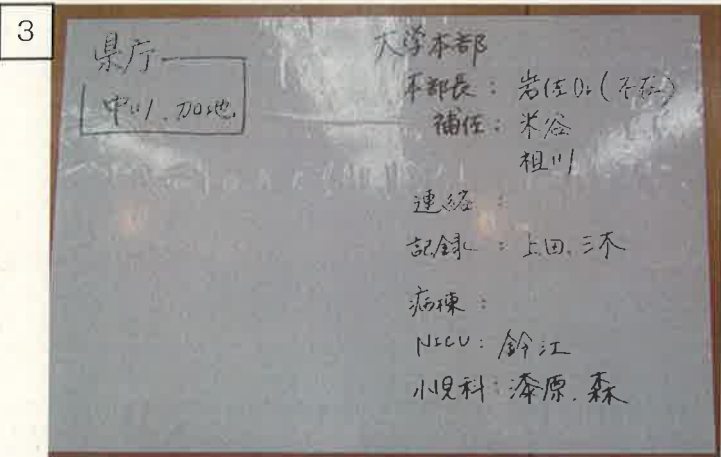 3
県庁
中川、加地
大学本部
本部長：岩佐Dr(不在)
補佐：米谷
相川
連絡：
記録：上田、三木
病棟：
NICU：鈴江
小児科：漆原、森